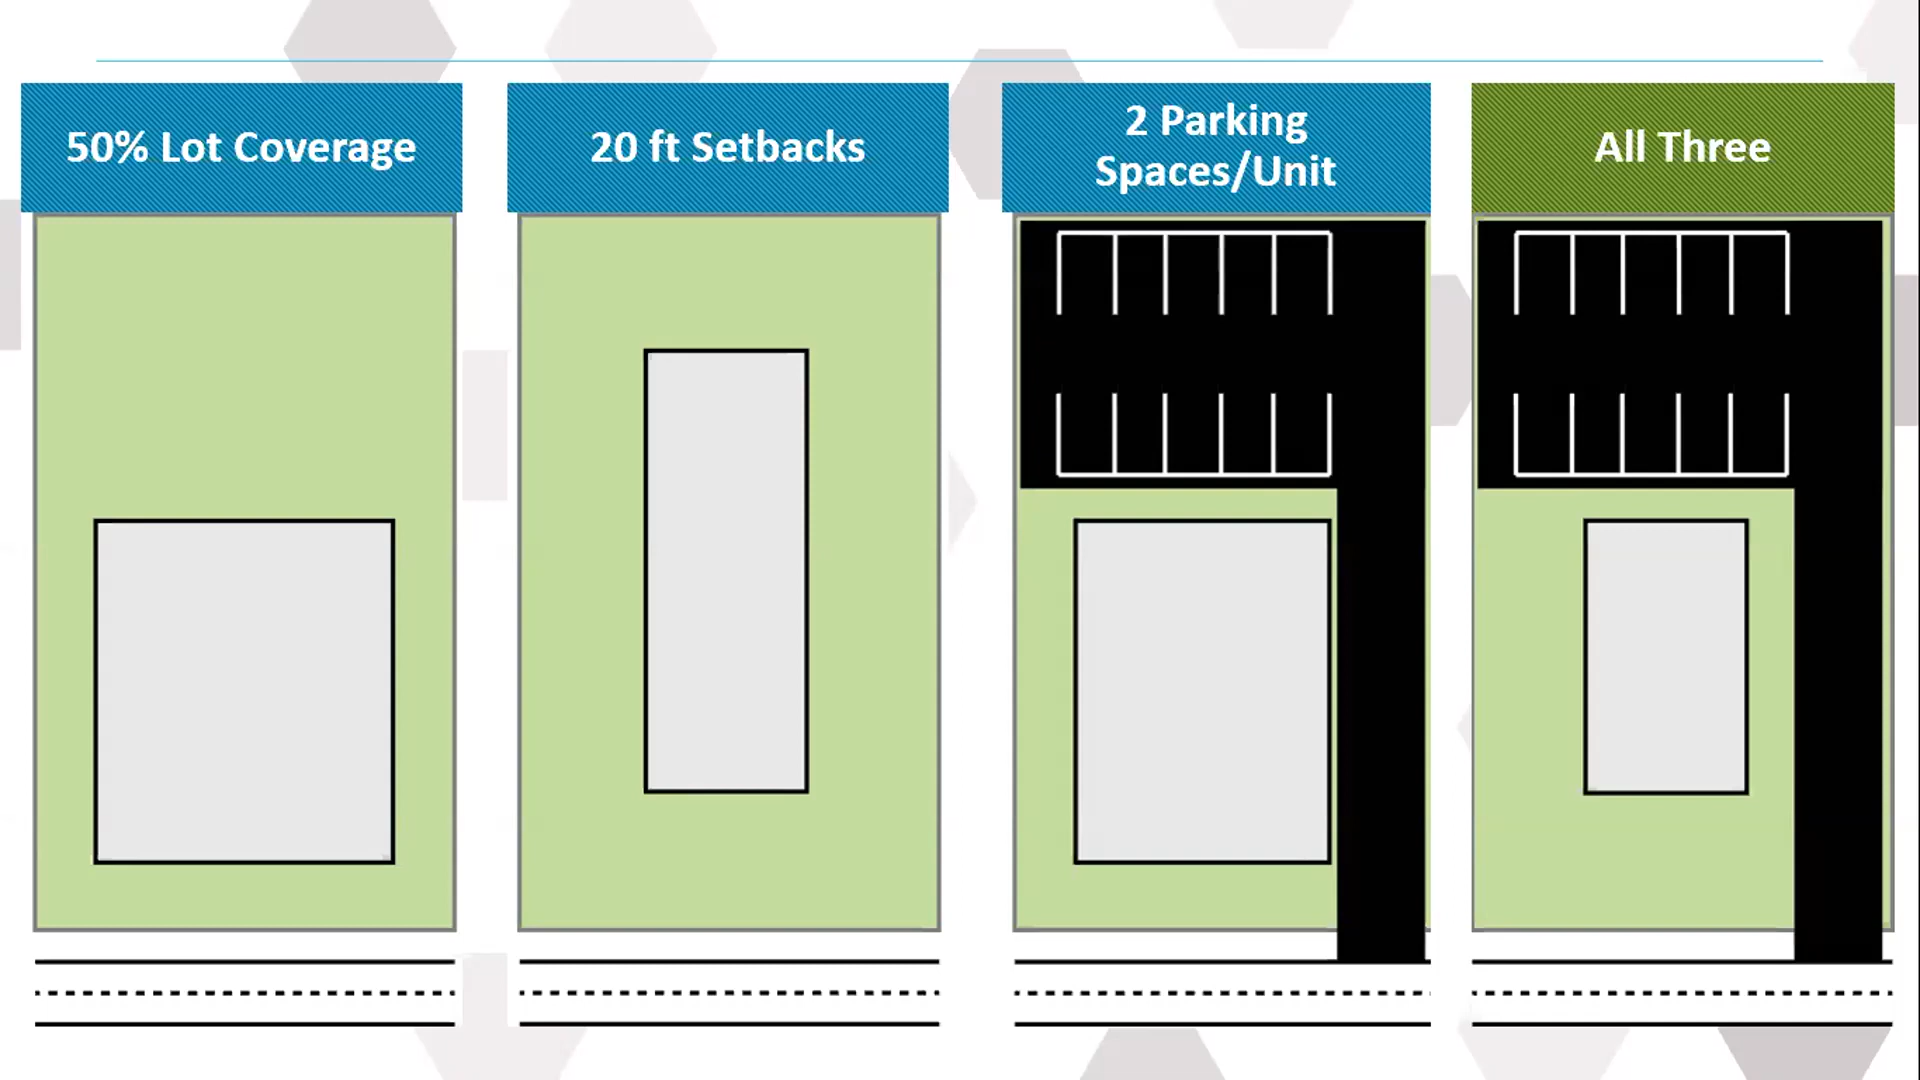 50% Lot Coverage
20 ft Setbacks
2 Parking
Spaces/Unit
All Three